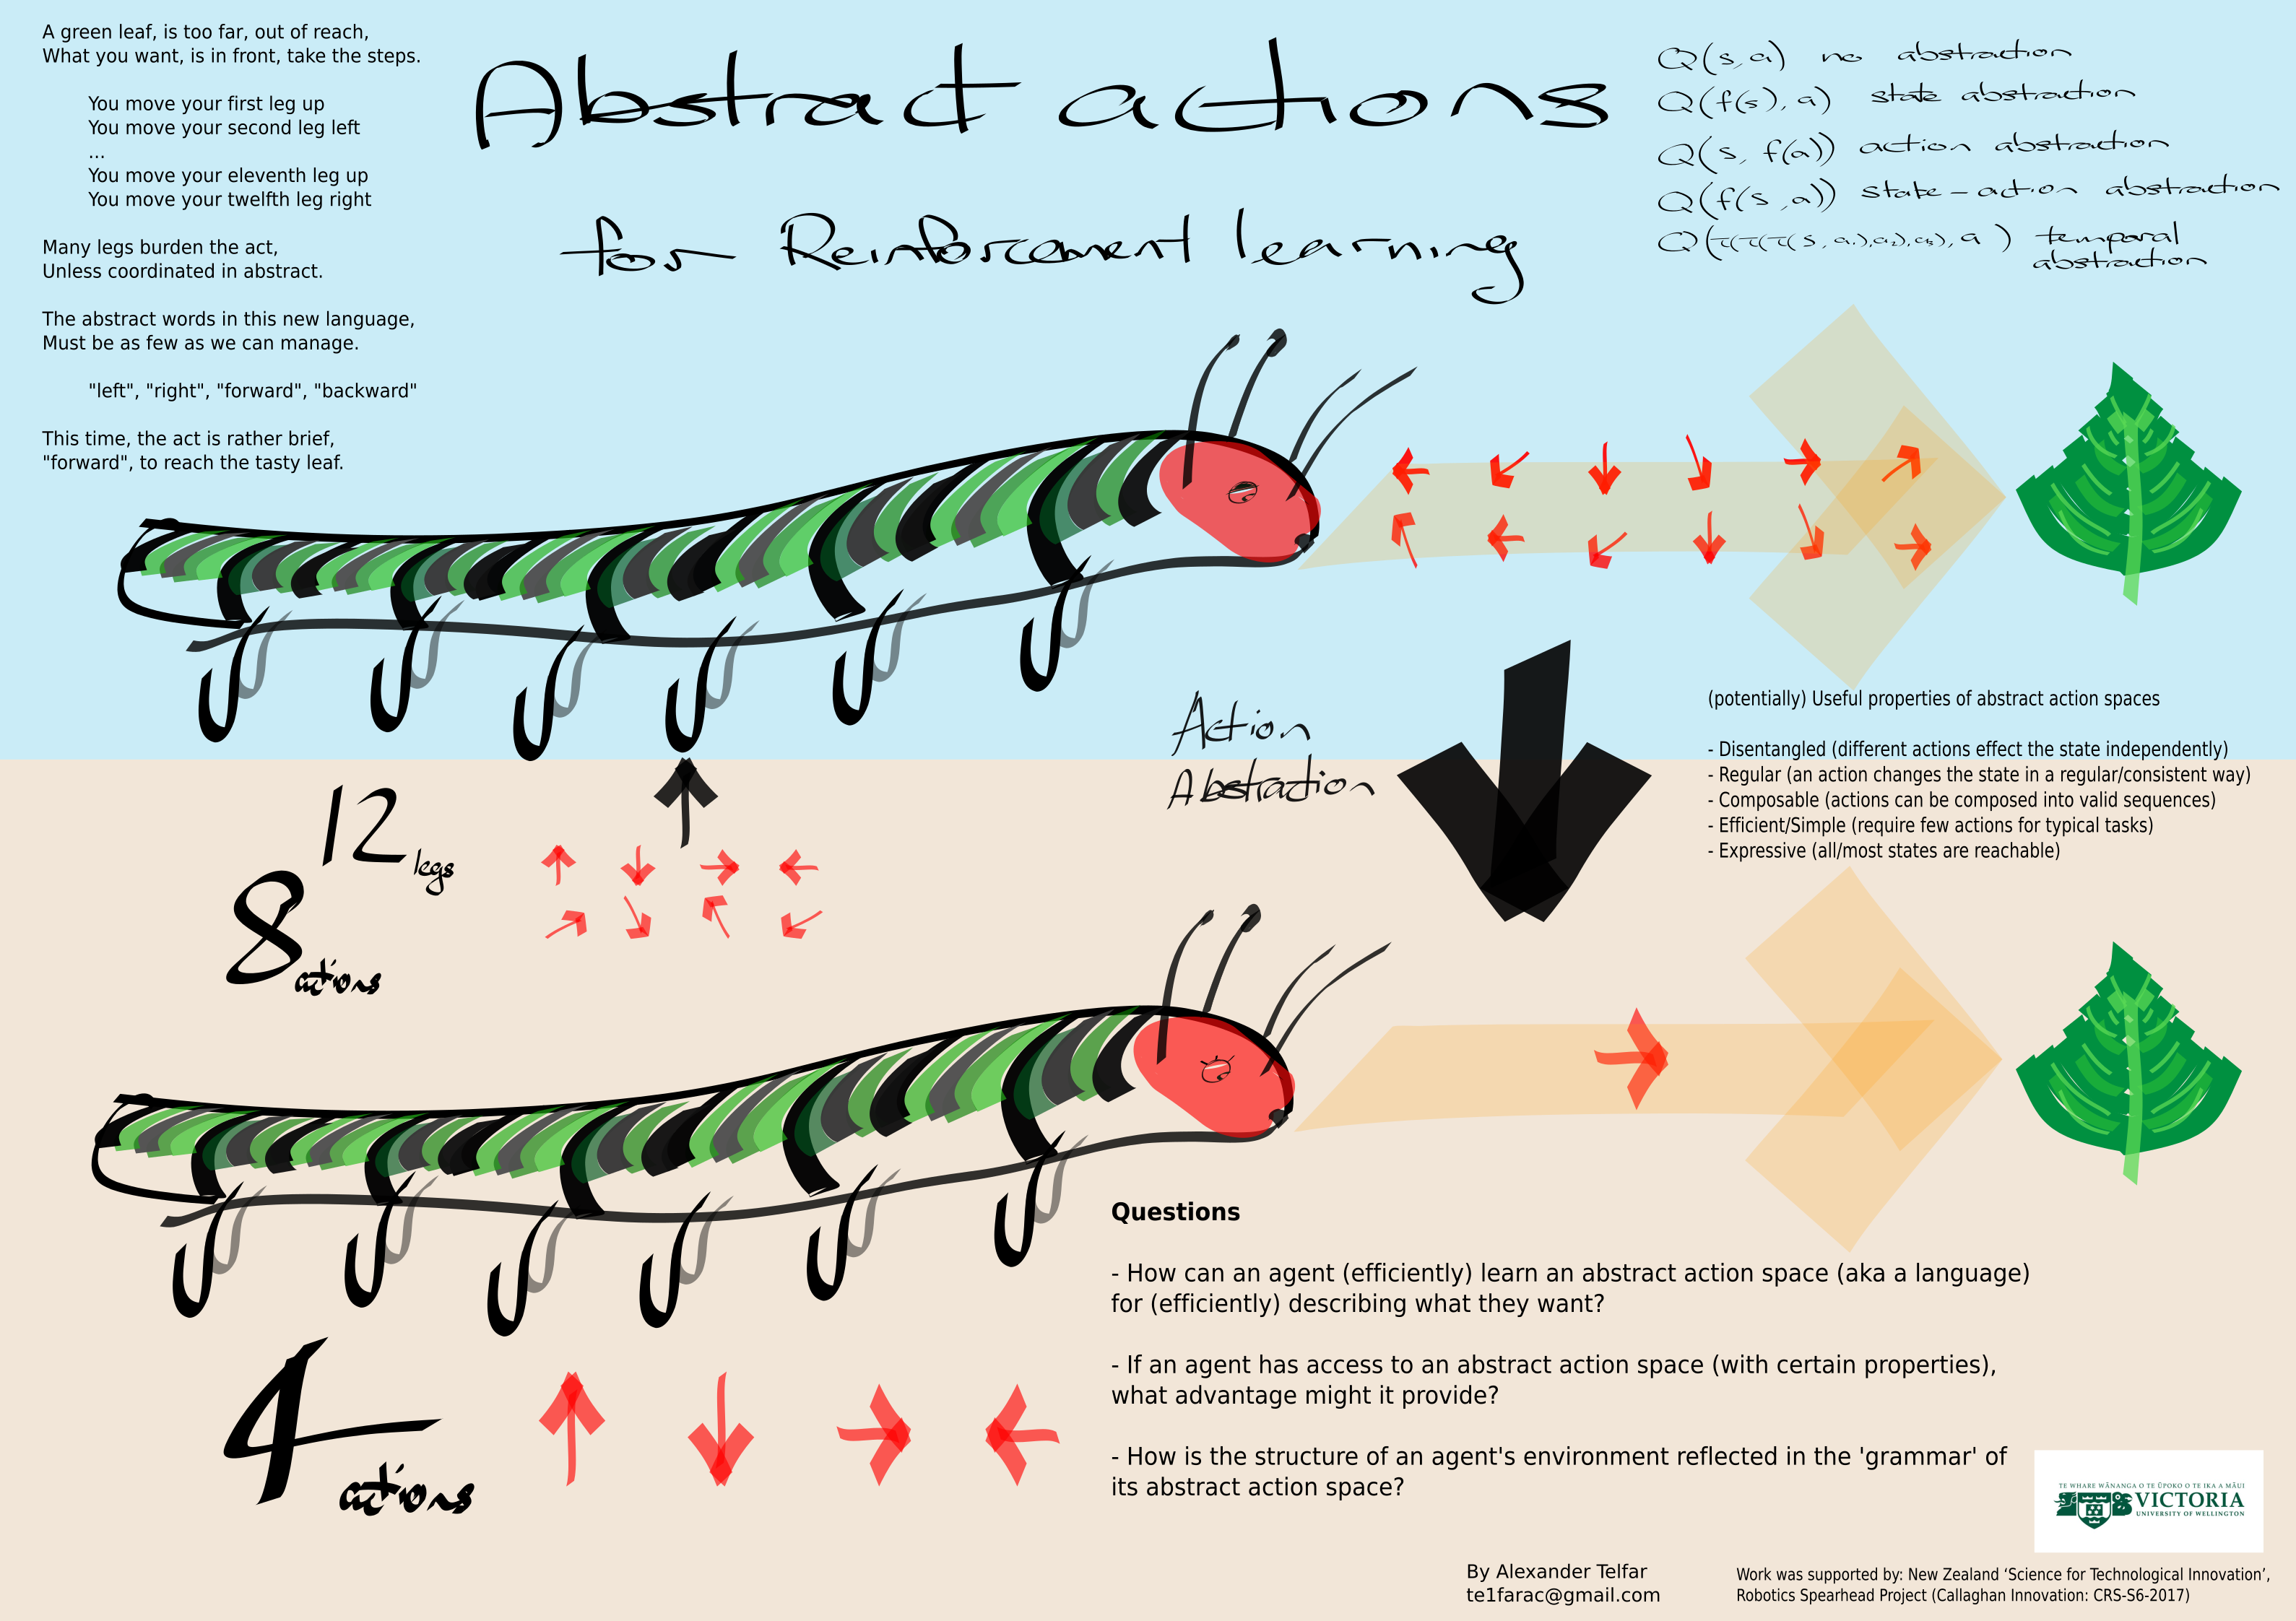 A green leaf, is too far, out of reach,
What you want, is in front, take the steps.
You move your first leg up
You move your second leg left
...
You move your eleventh leg up
You move your twelfth leg right
Many legs burden the act,
Unless coordinated in abstract.
The abstract words in this new language,
Must be as few as we can manage.
"left", "right", "forward", "backward"
This time, the act is rather brief,
"forward", to reach the tasty leaf.
Abstract actions
for Reinforcement learning
Q(s,a) no abstraction
Q(f(s), a) state abstraction
Q(s, f(a)) action abstraction
Q(f(s,a)) state-action abstraction
Q(τ(τ(τ(s,a₁),a₂),a₃),a) temporal
abstraction
Action
Abstraction
(potentially) Useful properties of abstract action spaces
- Disentangled (different actions effect the state independently)
- Regular (an action changes the state in a regular/consistent way)
- Composable (actions can be composed into valid sequences)
- Efficient/Simple (require few actions for typical tasks)
- Expressive (all/most states are reachable)
12 legs
8 actions
4 actions
Questions
- How can an agent (efficiently) learn an abstract action space (aka a language)
for (efficiently) describing what they want?
- If an agent has access to an abstract action space (with certain properties),
what advantage might it provide?
- How is the structure of an agent's environment reflected in the 'grammar' of
its abstract action space?
TE WHARE WĀNANGA O TE ŪPOKO O TE IKA A MĀUI
VICTORIA
UNIVERSITY OF WELLINGTON
By Alexander Telfar
te1farac@gmail.com
Work was supported by: New Zealand ‘Science for Technological Innovation’,
Robotics Spearhead Project (Callaghan Innovation: CRS-S6-2017)